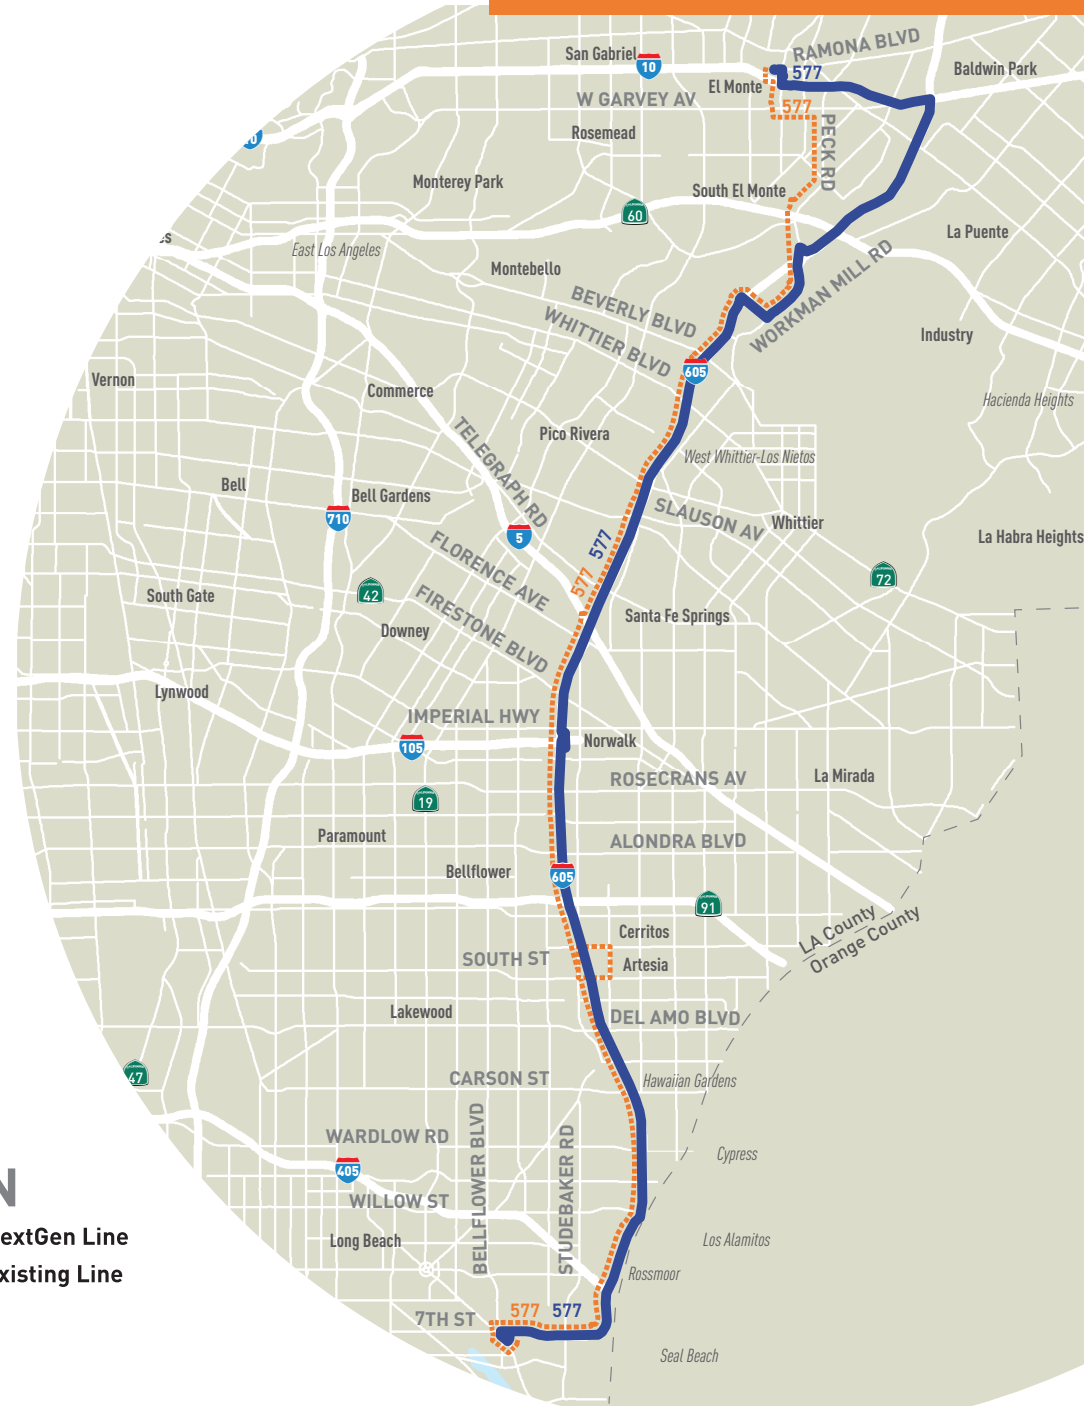 RAMONA BLVD
San Gabriel
10
577
Baldwin Park
El Monte
W GARVEY AV
577
Rosemead
PECK RD
Monterey Park
South El Monte
60
East Los Angeles
La Puente
Montebello
WORKMAN MILL RD
BEVERLY BLVD
WHITTIER BLVD
Industry
605
Vernon
Commerce
Hacienda Heights
TELEGRAPH RD
Pico Rivera
West Whittier-Los Nietos
Bell
Bell Gardens
SLAUSON AV
Whittier
710
5
577
577
La Habra Heights
FLORENCE AVE
72
42
FIRESTONE BLVD
South Gate
Santa Fe Springs
Downey
Lynwood
IMPERIAL HWY
105
Norwalk
ROSECRANS AV
La Mirada
19
Paramount
ALONDRA BLVD
Bellflower
605
91
LA County
Orange County
Cerritos
SOUTH ST
Artesia
Lakewood
DEL AMO BLVD
47
CARSON ST
Hawaiian Gardens
BELLFLOWER BLVD
STUDEBAKER RD
WARDLOW RD
Cypress
405
WILLOW ST
N
extGen Line
Long Beach
Los Alamitos
xisting Line
Rossmoor
577
577
7TH ST
Seal Beach